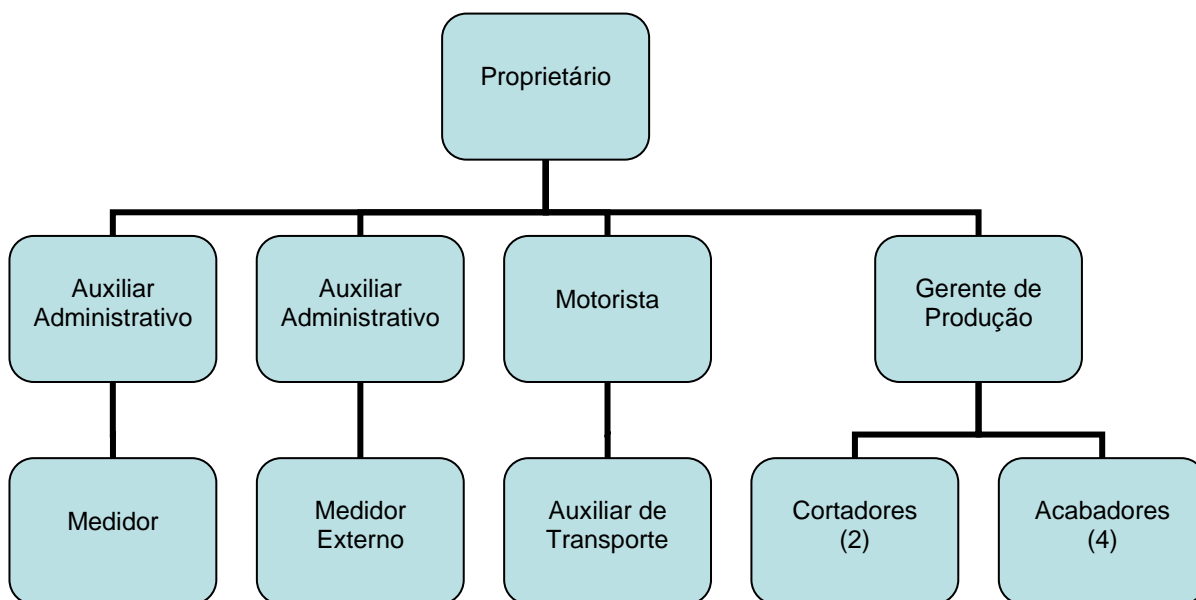 Proprietário
Auxiliar
Administrativo
Auxiliar
Administrativo
Motorista
Gerente de
Produção
Medidor
Medidor
Externo
Auxiliar de
Transporte
Cortadores
(2)
Acabadores
(4)